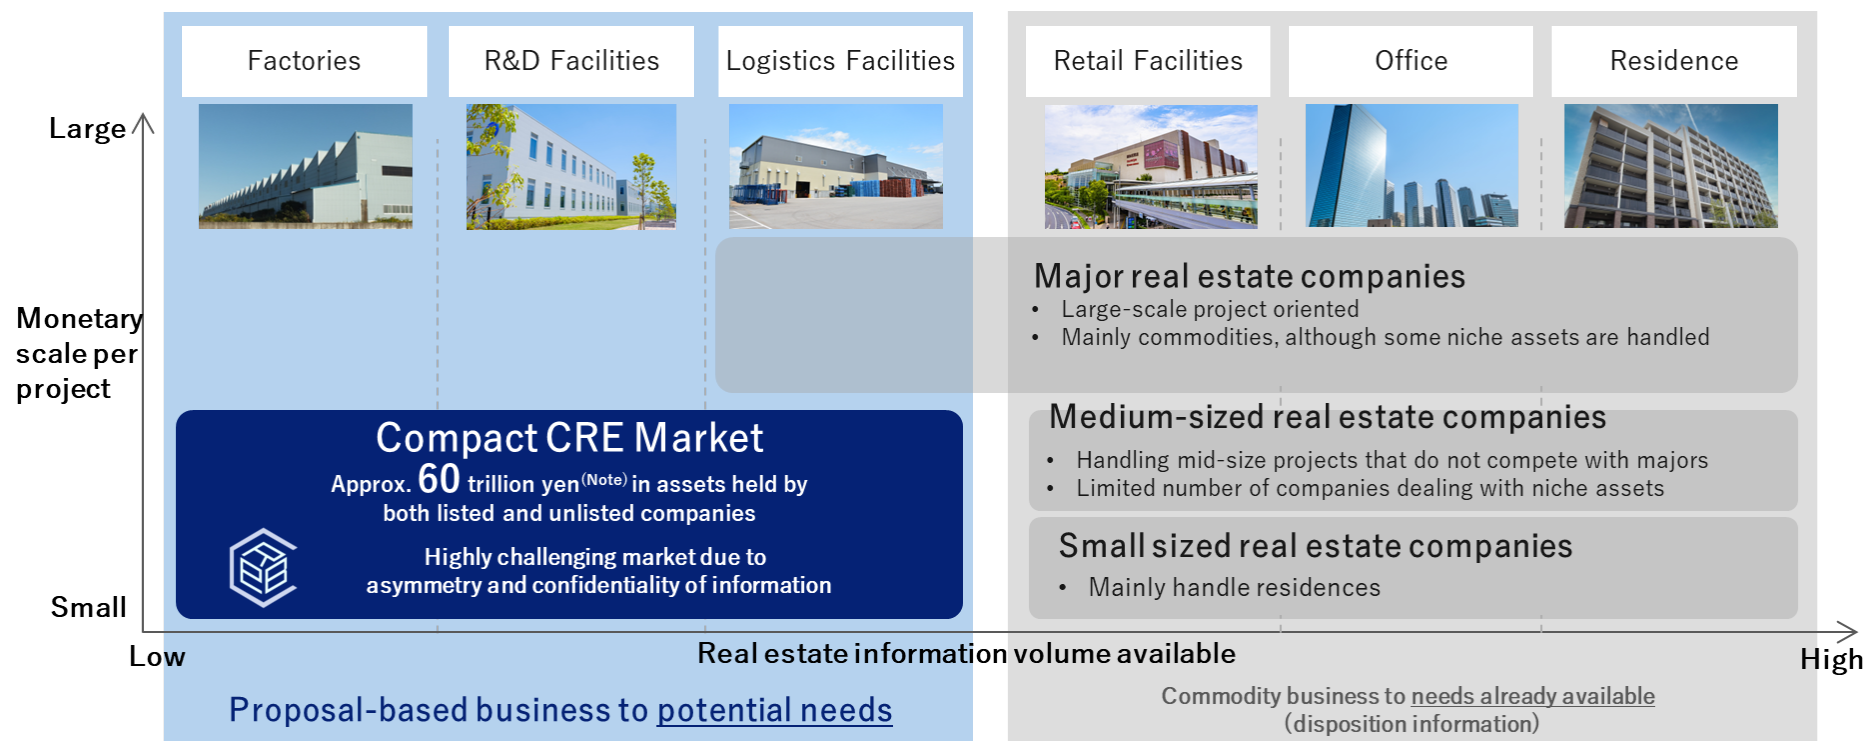 Factories
R&D Facilities
Logistics Facilities
Retail Facilities
Office
Residence
Large
Monetary
scale per
project
Small
Major real estate companies
• Large-scale project oriented
• Mainly commodities, although some niche assets are handled
Compact CRE Market
Approx. 60 trillion yen(Note) in assets held by
both listed and unlisted companies
Highly challenging market due to
asymmetry and confidentiality of information
Medium-sized real estate companies
• Handling mid-size projects that do not compete with majors
• Limited number of companies dealing with niche assets
Small sized real estate companies
• Mainly handle residences
Low
Real estate information volume available
High
Proposal-based business to potential needs
Commodity business to needs already available
(disposition information)